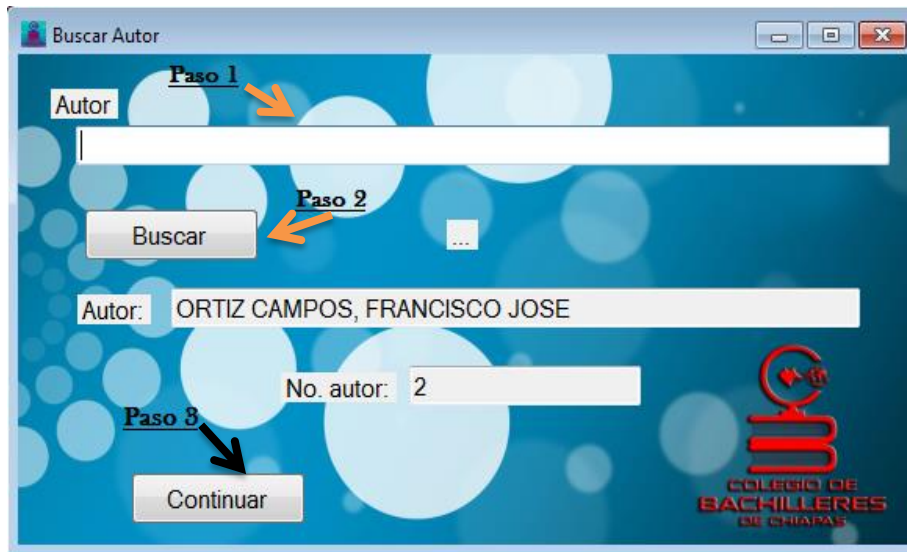 Buscar Autor
Paso 1
Autor
Paso 2
Buscar
...
Autor: ORTIZ CAMPOS, FRANCISCO JOSE
No. autor: 2
Paso 3
Continuar
COLEGIO DE
BACHILLERES
DE CHIAPAS